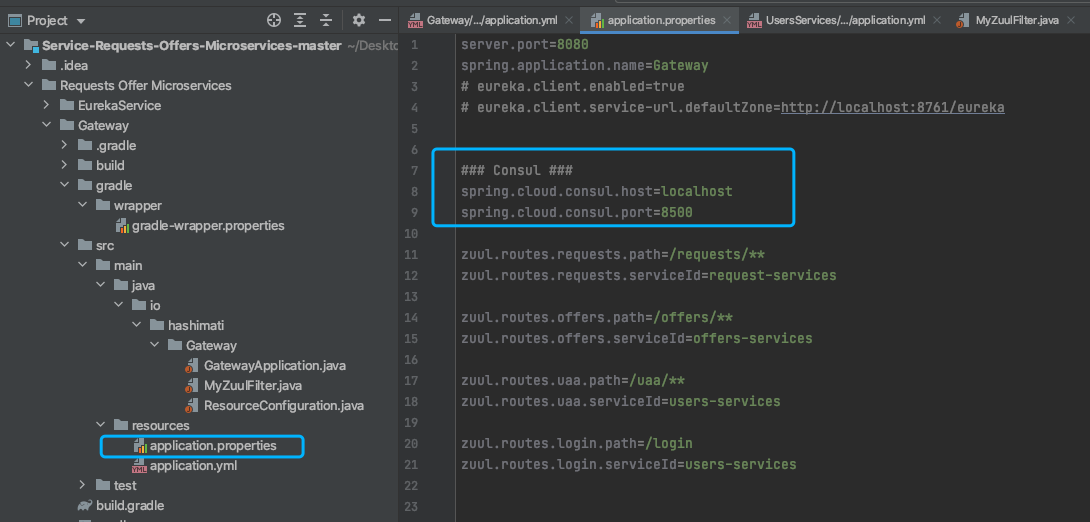 Project
Service-Requests-Offers-Microservices-master ~/Deskto
.idea
Requests Offer Microservices
EurekaService
Gateway
.gradle
build
gradle
wrapper
gradle-wrapper.properties
src
main
java
io
hashimati
Gateway
GatewayApplication.java
MyZuulFilter.java
ResourceConfiguration.java
resources
application.properties
YML application.yml
test
build.gradle
YML Gateway/.../application.yml
application.properties
YML UsersServices/.../application.yml
MyZuulFilter.java
1 server.port=8080
2 spring.application.name=Gateway
3 # eureka.client.enabled=true
4 # eureka.client.service-url.defaultZone=http://localhost:8761/eureka
5
6
7 ### Consul ###
8 spring.cloud.consul.host=localhost
9 spring.cloud.consul.port=8500
10
11 zuul.routes.requests.path=/requests/**
12 zuul.routes.requests.serviceId=request-services
13
14 zuul.routes.offers.path=/offers/**
15 zuul.routes.offers.serviceId=offers-services
16
17 zuul.routes.uaa.path=/uaa/**
18 zuul.routes.uaa.serviceId=users-services
19
20 zuul.routes.login.path=/login
21 zuul.routes.login.serviceId=users-services
22
23